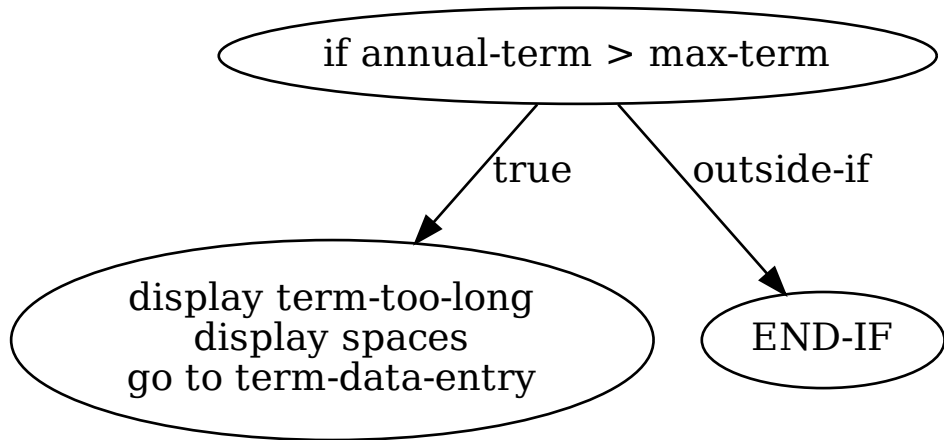 if annual-term > max-term
true
outside-if
display term-too-long
display spaces
go to term-data-entry
END-IF